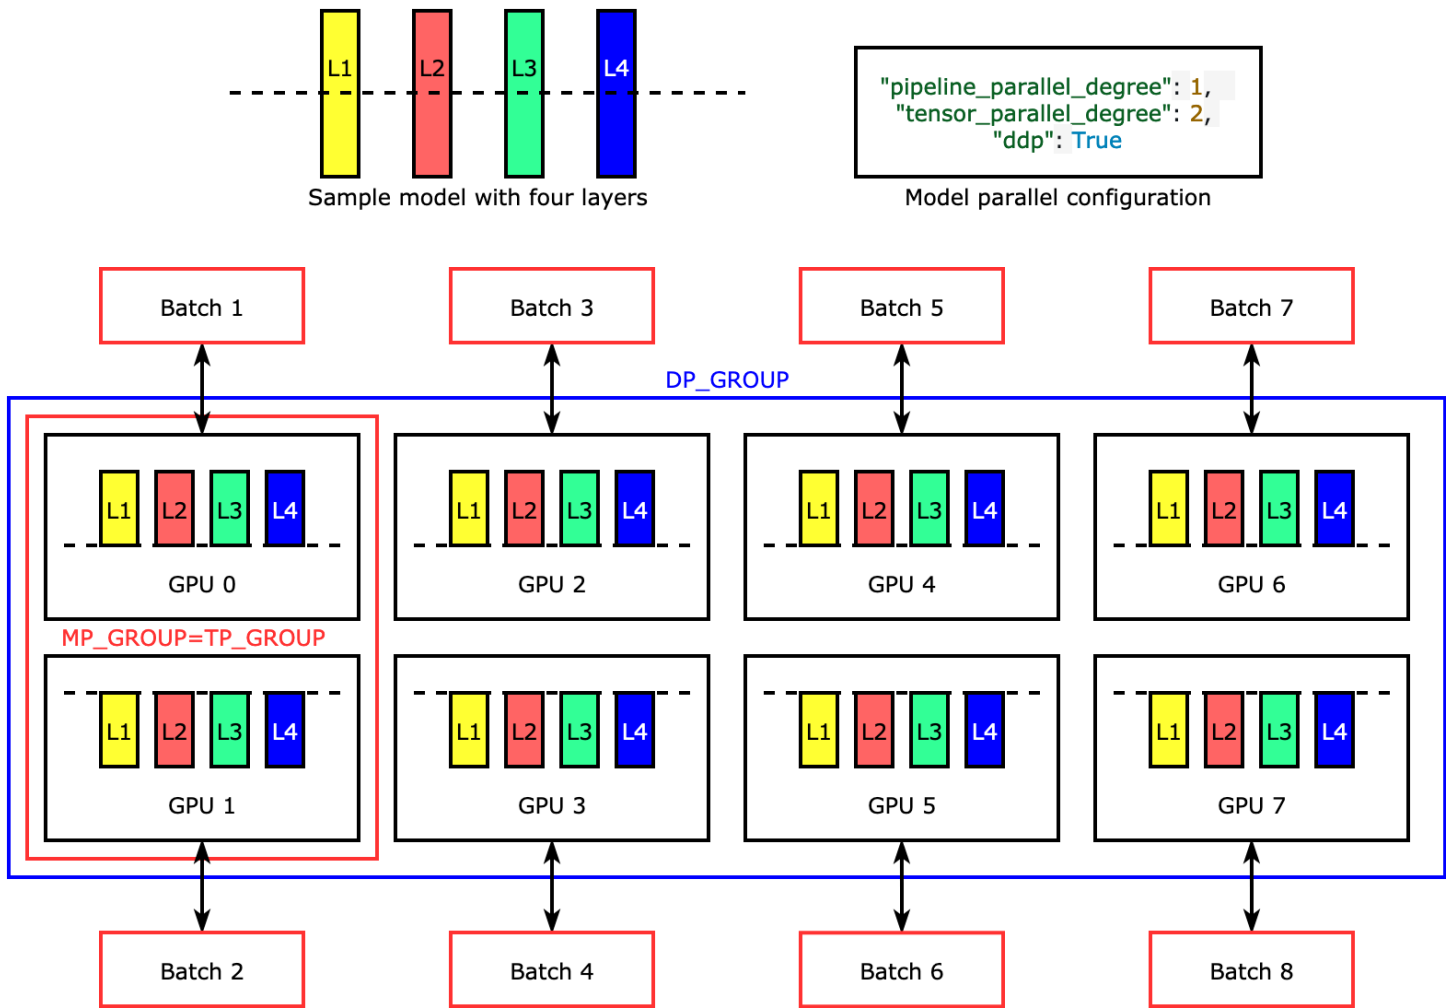 L1 L2 L3 L4
Sample model with four layers
"pipeline_parallel_degree": 1,
"tensor_parallel_degree": 2,
"ddp": True
Model parallel configuration
Batch 1 Batch 3 Batch 5 Batch 7
DP_GROUP
L1 L2 L3 L4 L1 L2 L3 L4 L1 L2 L3 L4 L1 L2 L3 L4
GPU 0 GPU 2 GPU 4 GPU 6
MP_GROUP=TP_GROUP
L1 L2 L3 L4 L1 L2 L3 L4 L1 L2 L3 L4 L1 L2 L3 L4
GPU 1 GPU 3 GPU 5 GPU 7
Batch 2 Batch 4 Batch 6 Batch 8